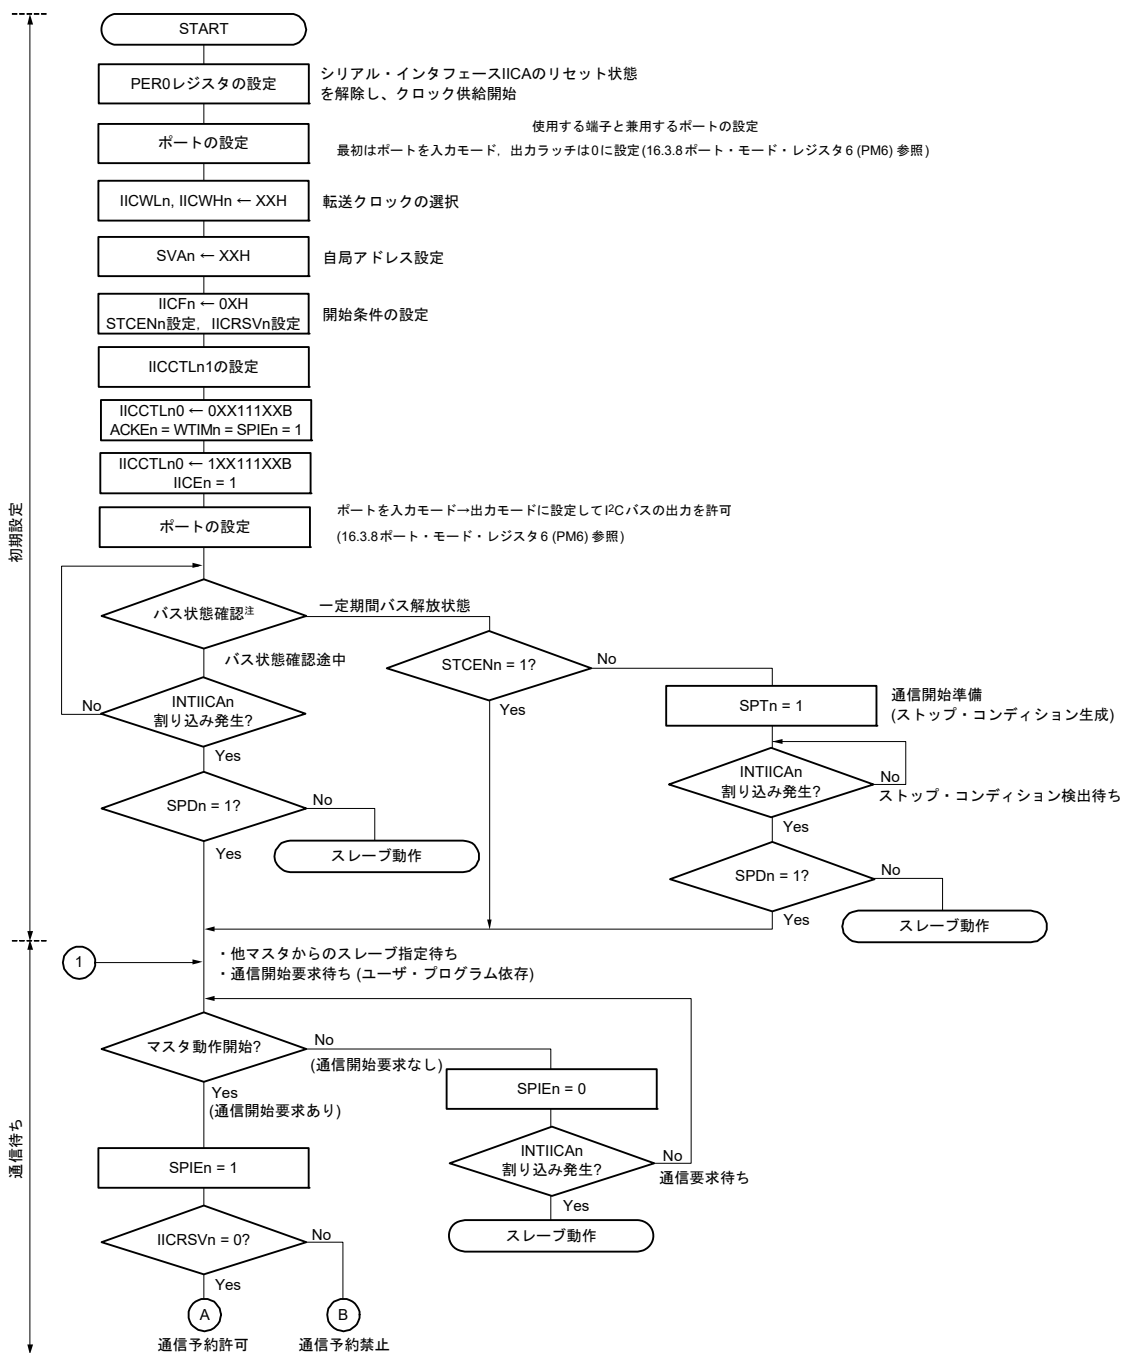 START
PER0レジスタの設定
シリアル・インタフェースIICAのリセット状態
を解除し、クロック供給開始
ポートの設定
使用する端子と兼用するポートの設定
最初はポートを入力モード，出力ラッチは0に設定(16.3.8ポート・モード・レジスタ6 (PM6) 参照)
IICWLn, IICWHn ← XXH
転送クロックの選択
SVAn ← XXH
自局アドレス設定
IICFn ← 0XH
STCENn設定，IICRSVn設定
開始条件の設定
IICCTLn1の設定
IICCTLn0 ← 0XX111XXB
ACKEn = WTIMn = SPIEn = 1
IICCTLn0 ← 1XX111XXB
IICEn = 1
ポートの設定
ポートを入力モード→出力モードに設定してI²Cバスの出力を許可
(16.3.8ポート・モード・レジスタ6 (PM6) 参照)
初期設定
バス状態確認注
一定期間バス解放状態
バス状態確認途中
STCENn = 1?
No
Yes
SPTn = 1
通信開始準備
(ストップ・コンディション生成)
No
INTIICAn
割り込み発生?
Yes
INTIICAn
割り込み発生?
No
ストップ・コンディション検出待ち
Yes
SPDn = 1?
No
Yes
スレーブ動作
SPDn = 1?
No
Yes
スレーブ動作
1
・他マスタからのスレーブ指定待ち
・通信開始要求待ち (ユーザ・プログラム依存)
通信待ち
マスタ動作開始?
No
(通信開始要求なし)
Yes
(通信開始要求あり)
SPIEn = 0
INTIICAn
割り込み発生?
No
通信要求待ち
Yes
スレーブ動作
SPIEn = 1
IICRSVn = 0?
No
Yes
A
B
通信予約許可
通信予約禁止